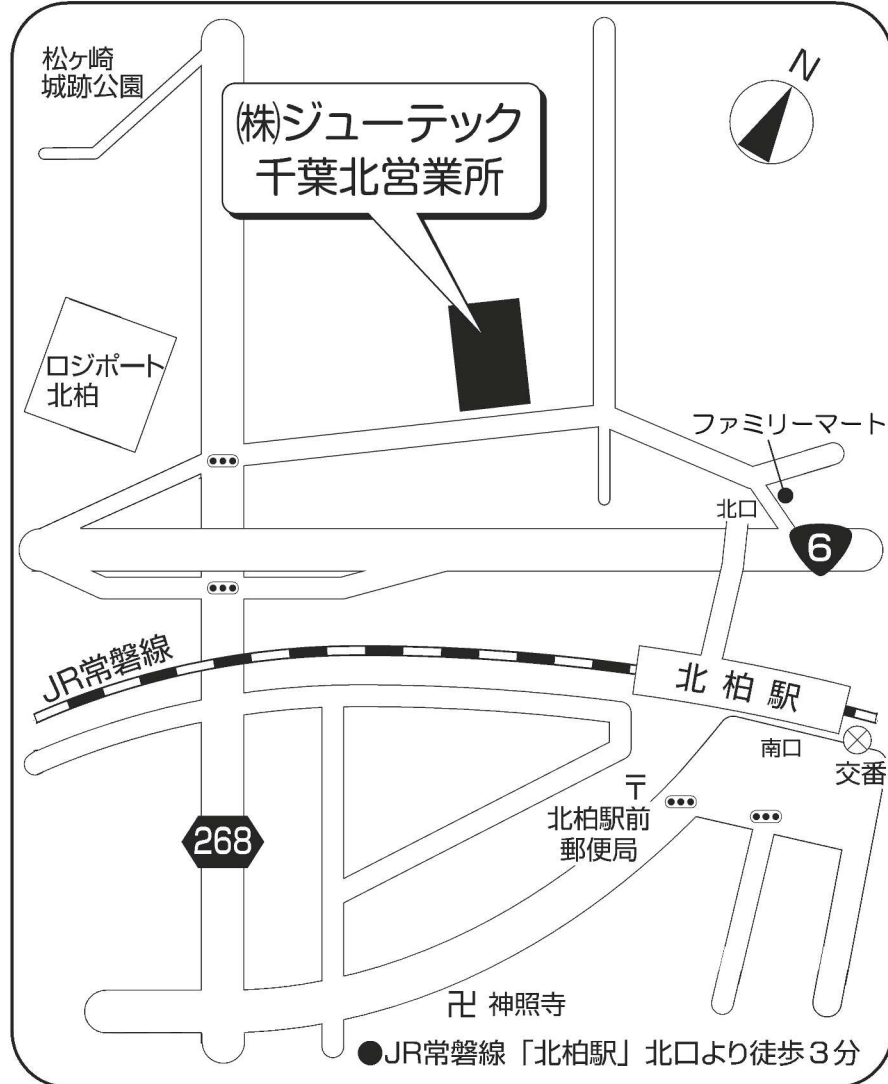 松ヶ崎
城跡公園
㈱ジューテック
千葉北営業所
N
ロジポート
北柏
ファミリーマート
北口
6
JR常磐線
北柏駅
南口
交番
〒
北柏駅前
郵便局
268
卍 神照寺
●JR常磐線「北柏駅」北口より徒歩3分